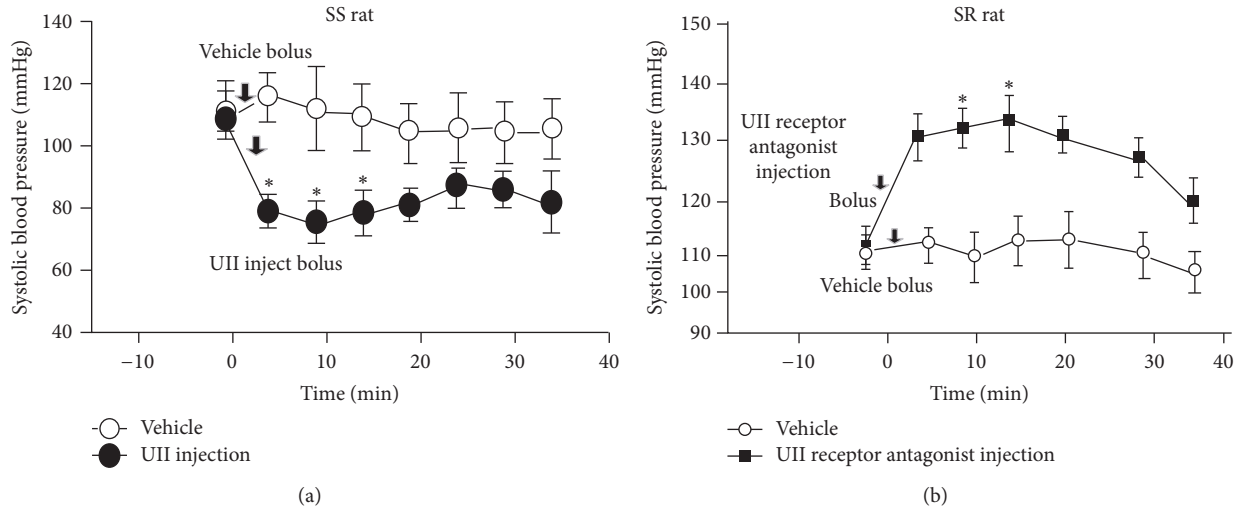 SS rat
Systolic blood pressure (mmHg)
140
120
100
80
60
40
Vehicle bolus
* * *
UII inject bolus
−10 0 10 20 30 40
Time (min)
Vehicle
UII injection
(a)
SR rat
Systolic blood pressure (mmHg)
150
140
130
120
110
100
90
* *
UII receptor
antagonist
injection
Bolus
Vehicle bolus
−10 0 10 20 30 40
Time (min)
Vehicle
UII receptor antagonist injection
(b)